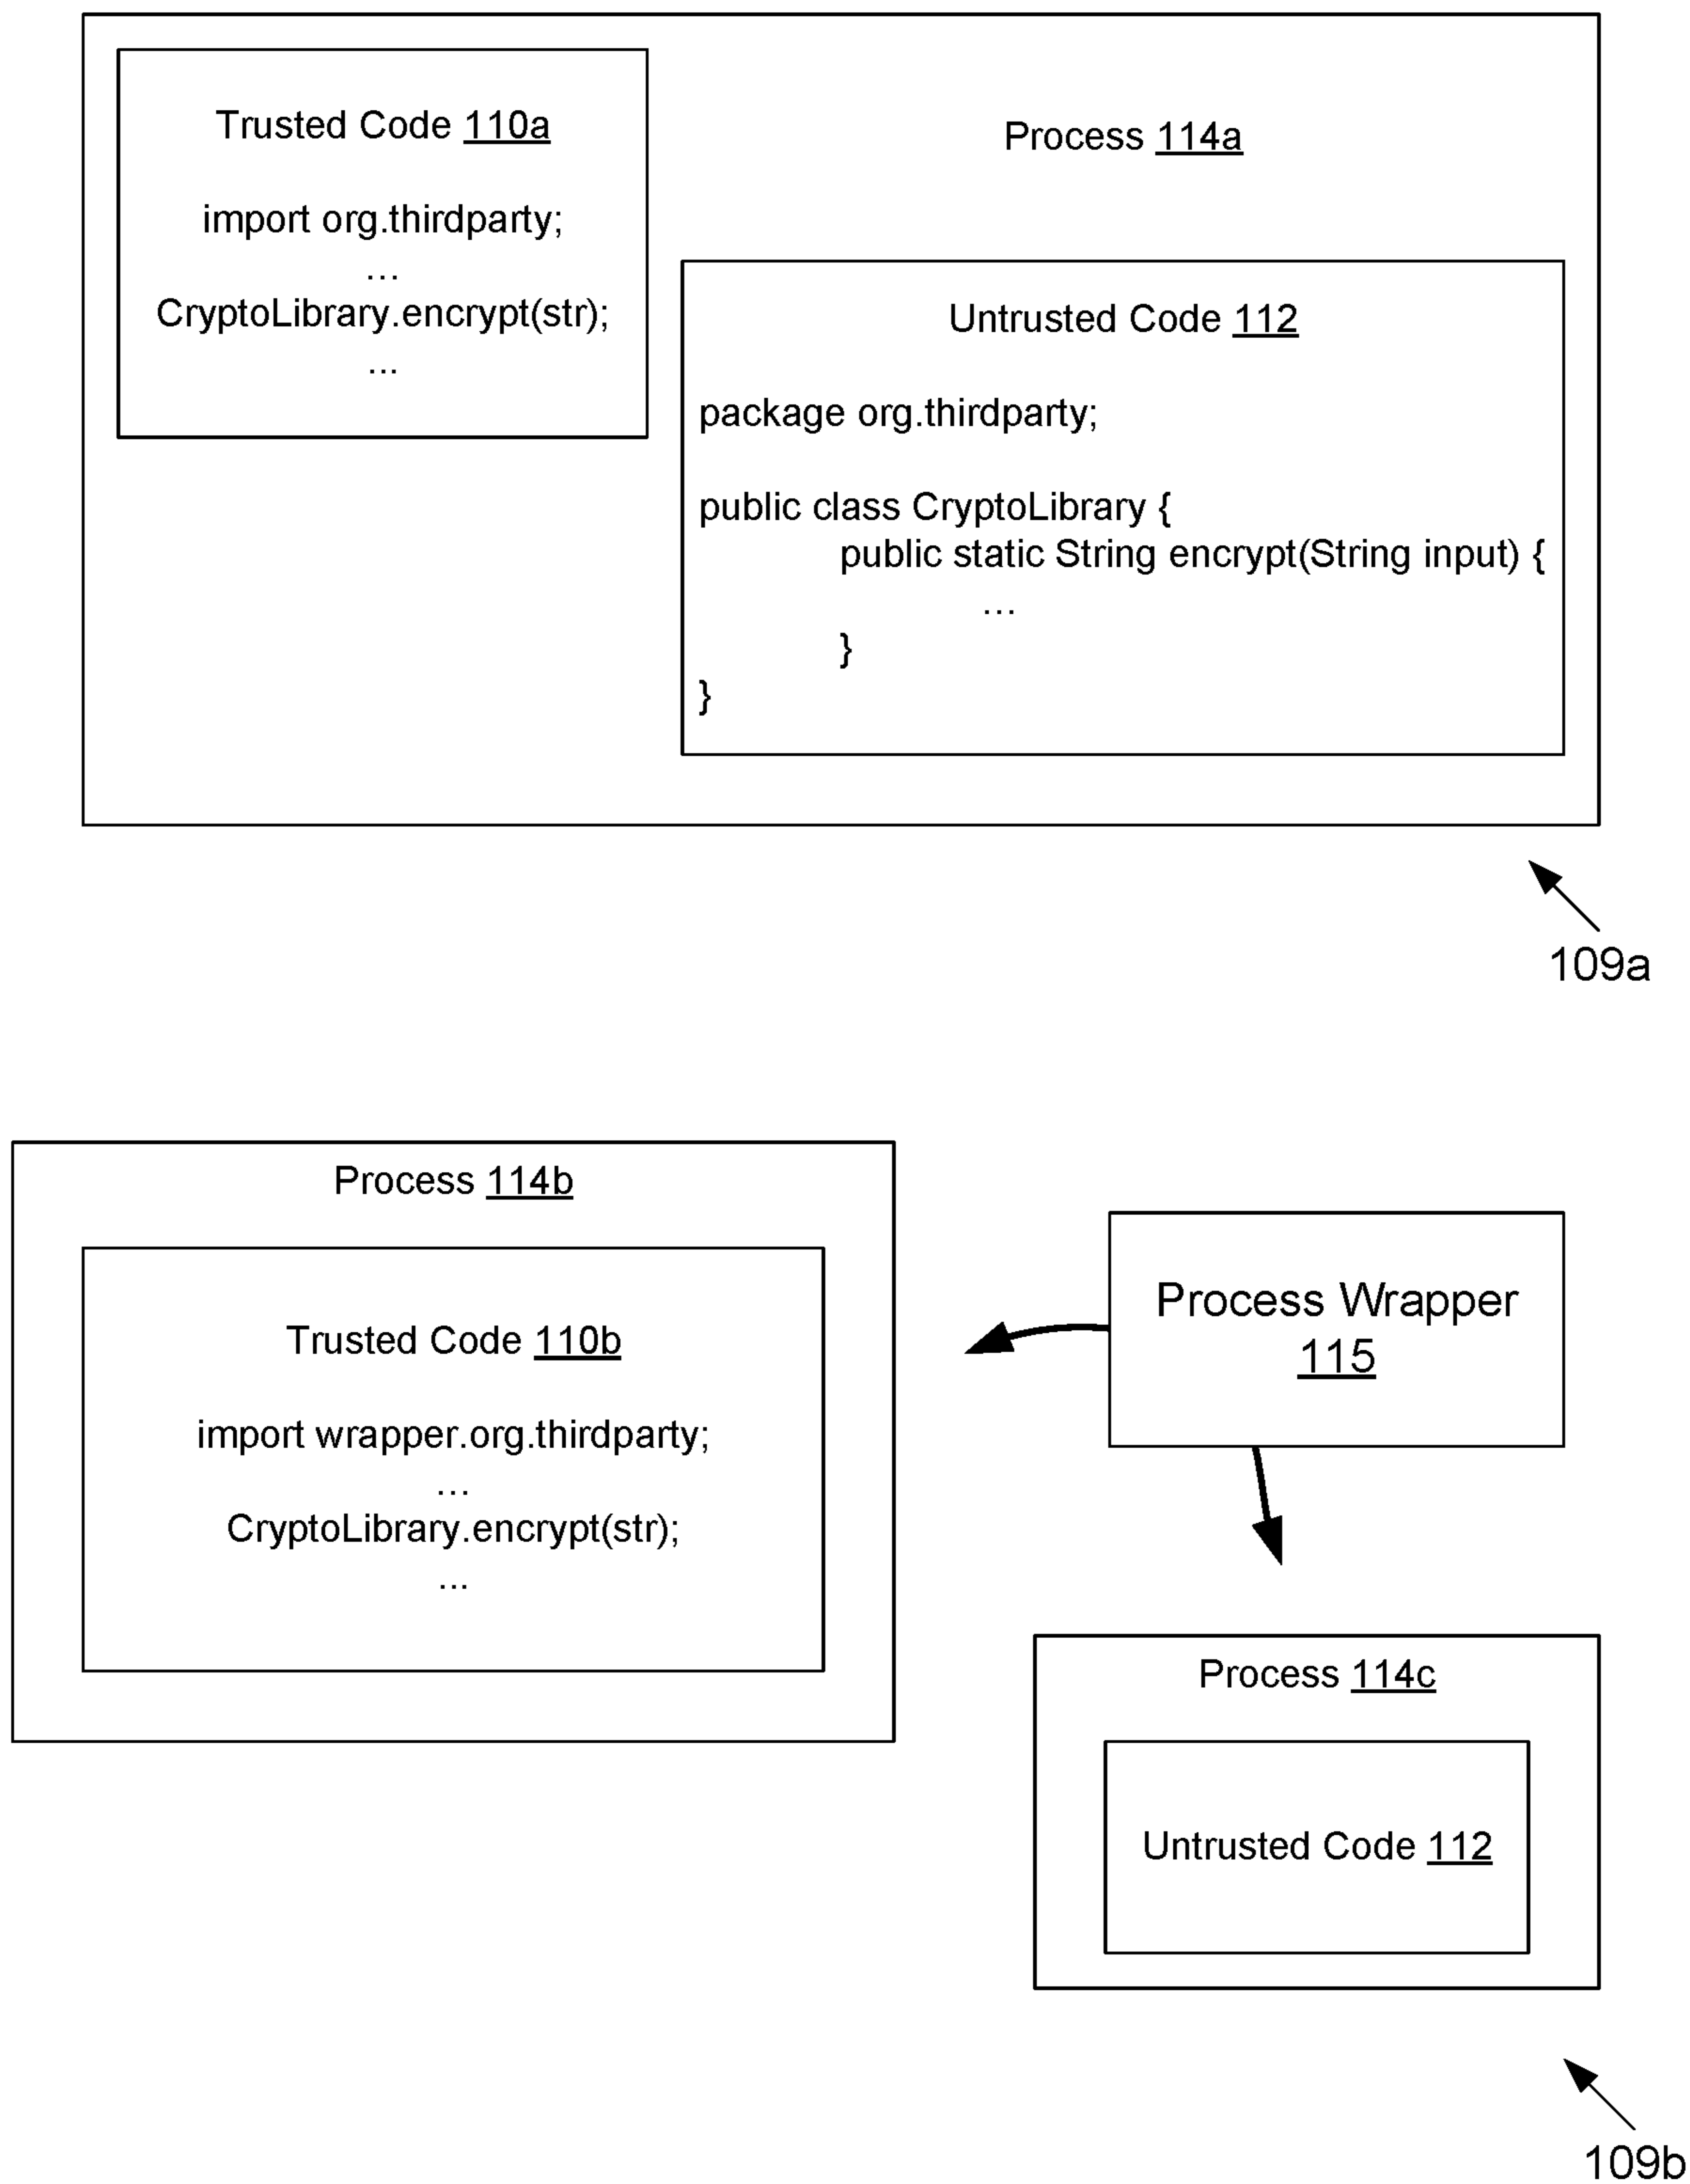 Trusted Code 110a
import org.thirdparty;
...
CryptoLibrary.encrypt(str);
...
Process 114a
Untrusted Code 112
package org.thirdparty;
public class CryptoLibrary {
public static String encrypt(String input) {
...
}
}
109a
Process 114b
Trusted Code 110b
import wrapper.org.thirdparty;
...
CryptoLibrary.encrypt(str);
...
Process Wrapper
115
Process 114c
Untrusted Code 112
109b